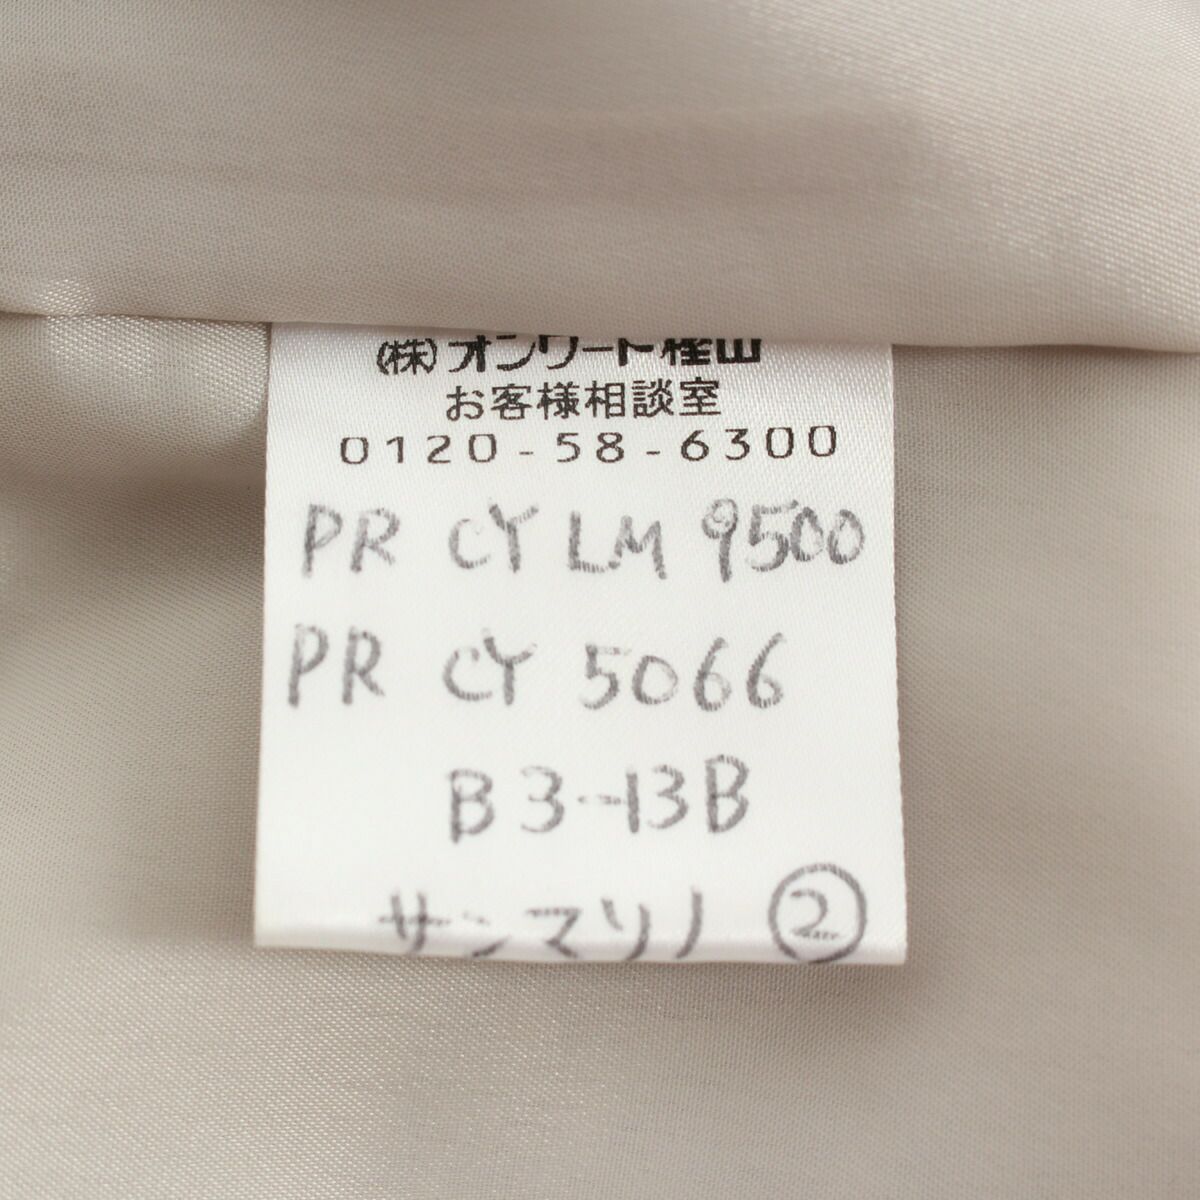 (株)オンワード樫山
お客様相談室
0120-58-6300
PR CY LM 9500
PR CY 5066
B3-13B
サンマリノ ②